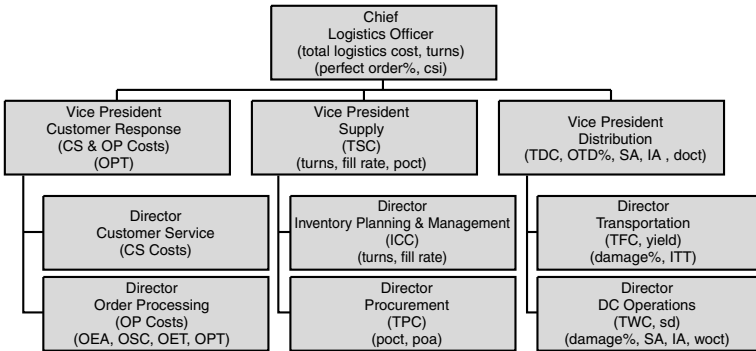 Chief
Logistics Officer
(total logistics cost, turns)
(perfect order%, csi)
Vice President
Customer Response
(CS & OP Costs)
(OPT)
Vice President
Supply
(TSC)
(turns, fill rate, poct)
Vice President
Distribution
(TDC, OTD%, SA, IA , doct)
Director
Customer Service
(CS Costs)
Director
Inventory Planning & Management
(ICC)
(turns, fill rate)
Director
Transportation
(TFC, yield)
(damage%, ITT)
Director
Order Processing
(OP Costs)
(OEA, OSC, OET, OPT)
Director
Procurement
(TPC)
(poct, poa)
Director
DC Operations
(TWC, sd)
(damage%, SA, IA, woct)